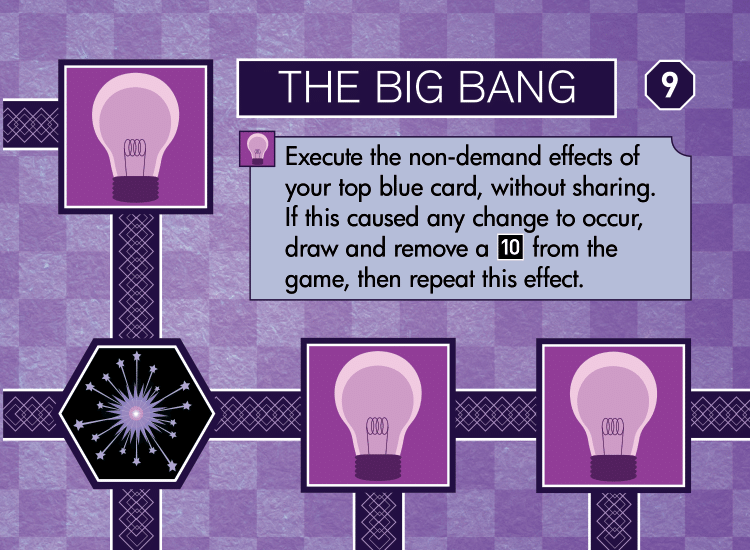 THE BIG BANG
9
Execute the non-demand effects of
your top blue card, without sharing.
If this caused any change to occur,
draw and remove a 10 from the
game, then repeat this effect.